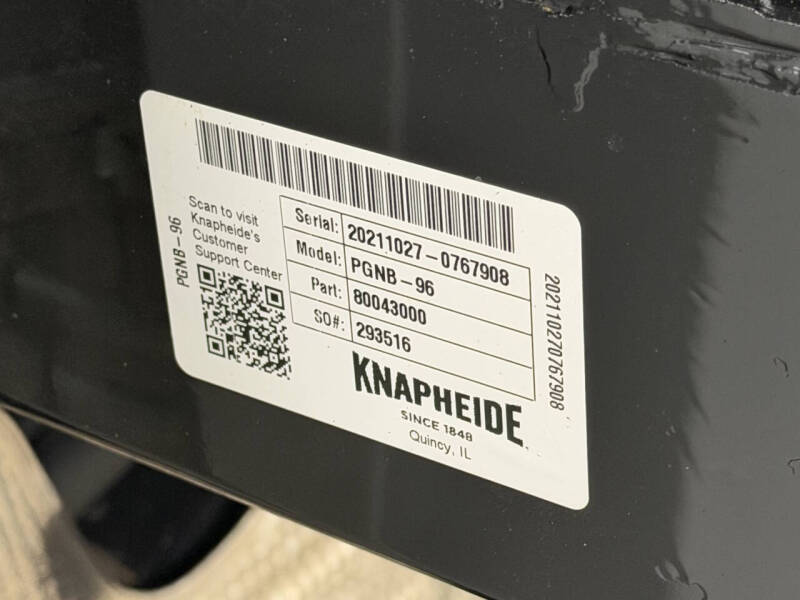 Scan to visit
Knapheide's
Customer
Support Center
PGNB-96
Serial: 20211027-0767908
Model: PGNB-96
Part: 80043000
SO#: 293516
202110270767908
KNAPHEIDE
SINCE 1848
Quincy, IL